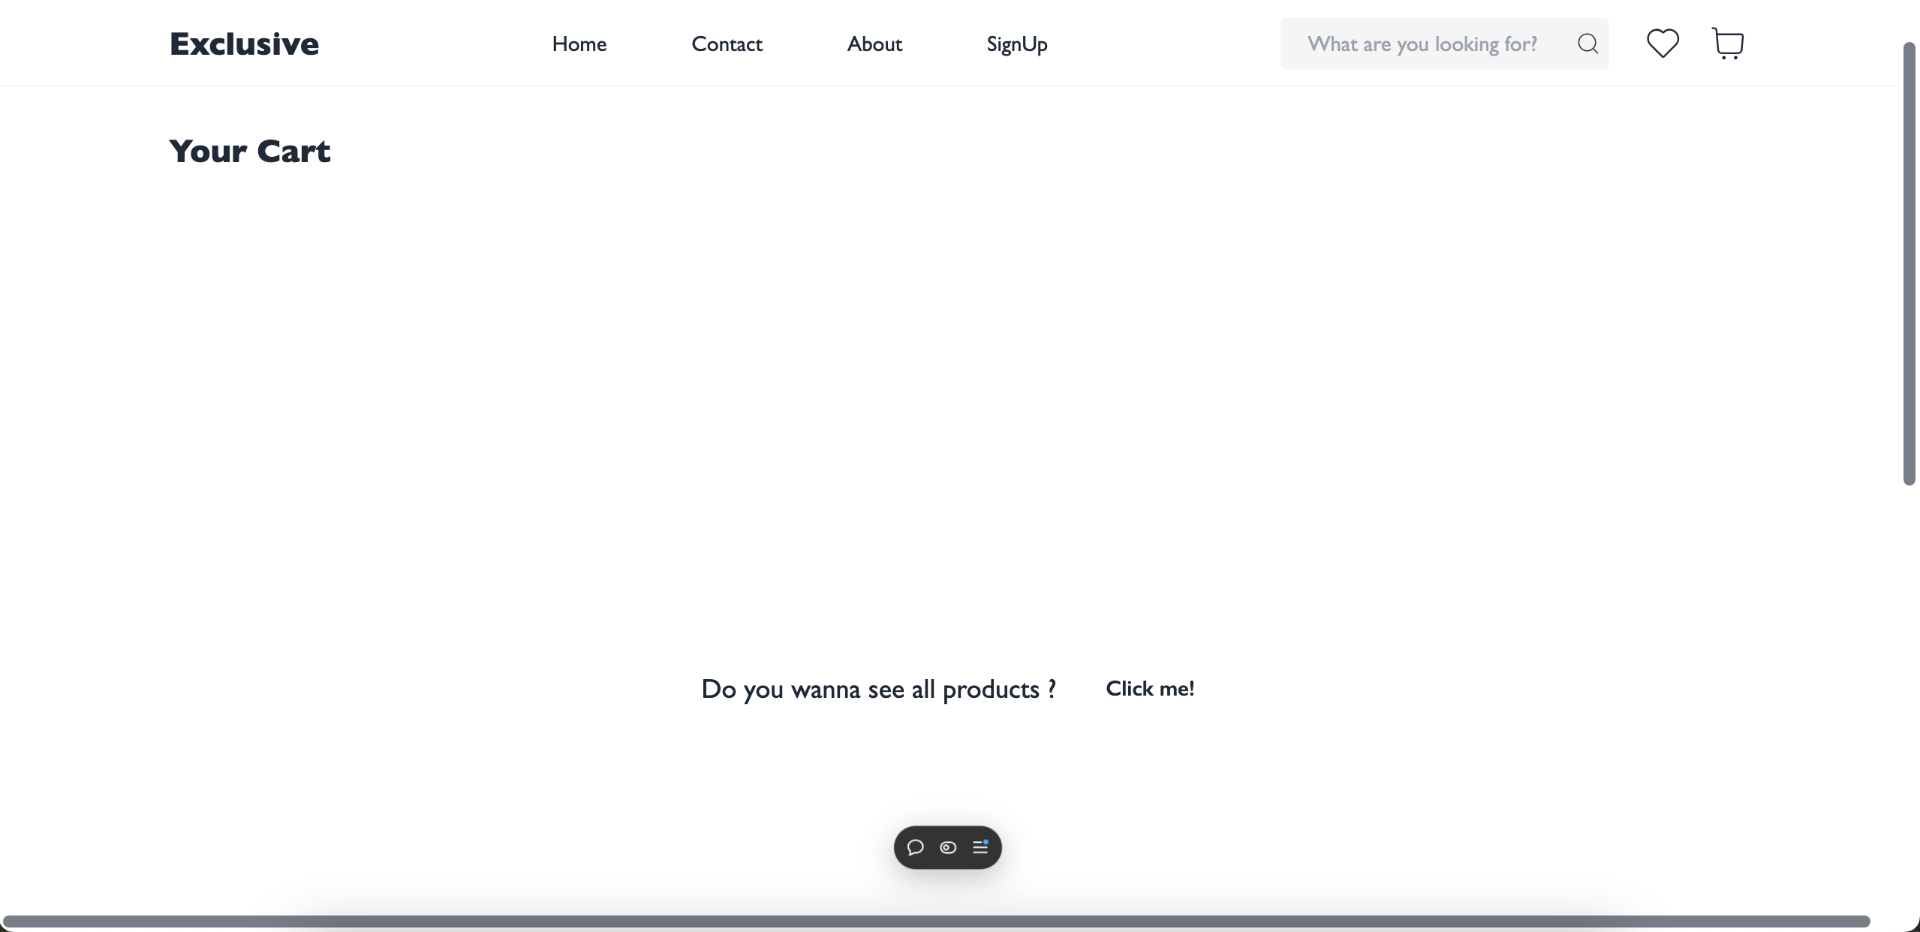 Exclusive
Home
Contact
About
SignUp
What are you looking for?
Your Cart
Do you wanna see all products ?
Click me!